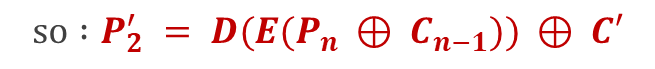 so : P′₂ = D(E(Pₙ ⊕ Cₙ₋₁)) ⊕ C′